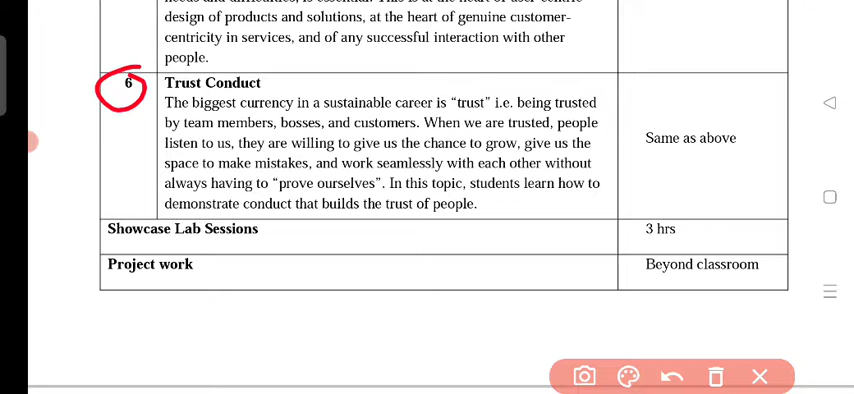 design of products and solutions, at the heart of genuine customer-
centricity in services, and of any successful interaction with other
people.
6
Trust Conduct
The biggest currency in a sustainable career is “trust” i.e. being trusted
by team members, bosses, and customers. When we are trusted, people
listen to us, they are willing to give us the chance to grow, give us the
space to make mistakes, and work seamlessly with each other without
always having to “prove ourselves”. In this topic, students learn how to
demonstrate conduct that builds the trust of people.
Same as above
Showcase Lab Sessions
3 hrs
Project work
Beyond classroom